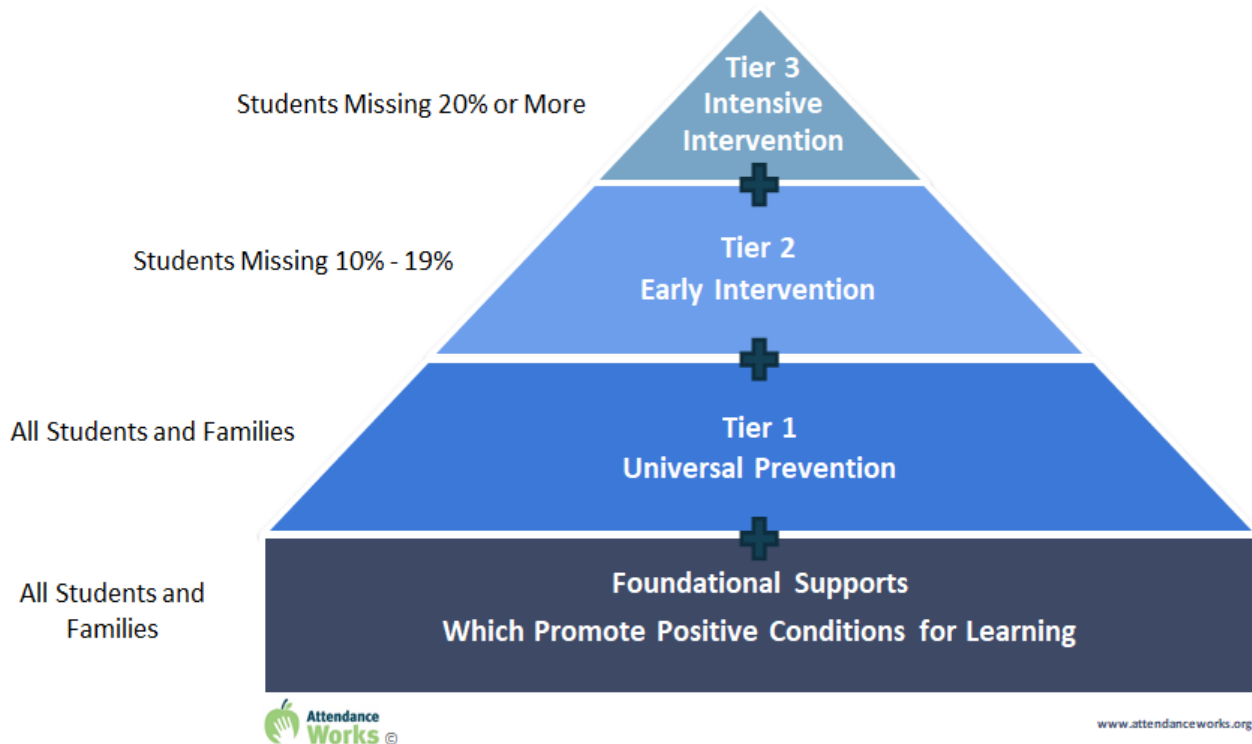 Students Missing 20% or More
Tier 3
Intensive
Intervention
Students Missing 10% - 19%
Tier 2
Early Intervention
All Students and Families
Tier 1
Universal Prevention
All Students and
Families
Foundational Supports
Which Promote Positive Conditions for Learning
Attendance
Works ©
www.attendanceworks.org